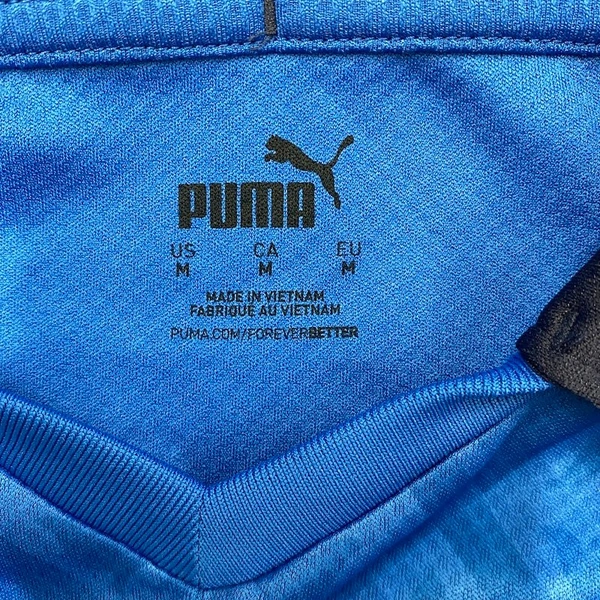 PUMA
US CA EU
M M M
MADE IN VIETNAM
FABRIQUE AU VIETNAM
PUMA.COM/FOREVERBETTER